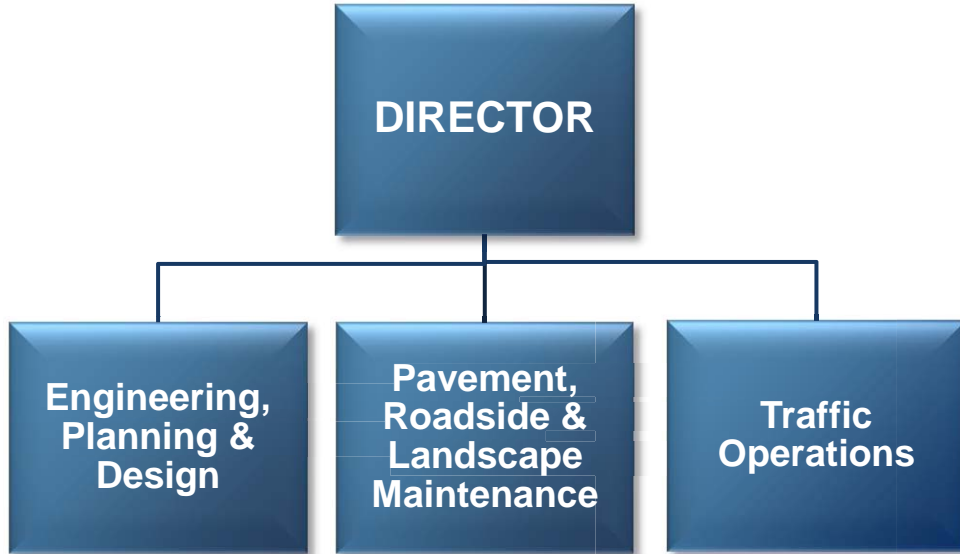 DIRECTOR
Engineering,
Planning &
Design
Pavement,
Roadside &
Landscape
Maintenance
Traffic
Operations